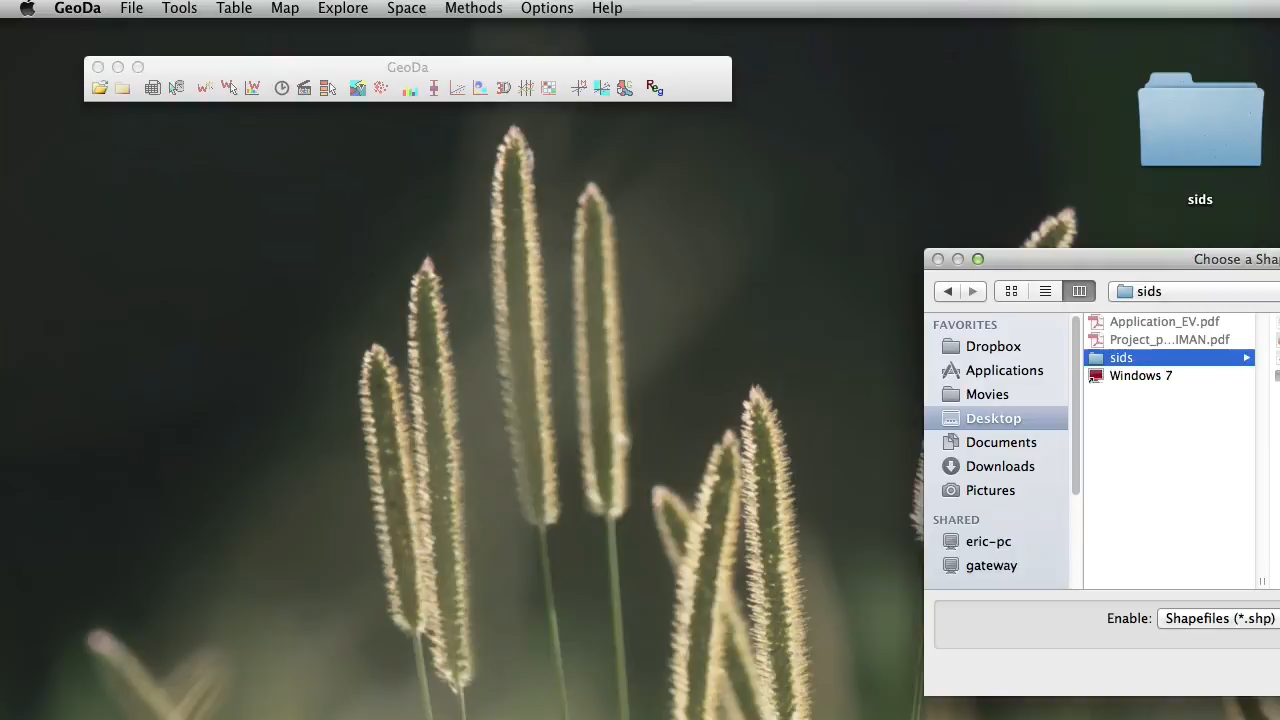 GeoDa File Tools Table Map Explore Space Methods Options Help
GeoDa
Reg
sids
Choose a Sha
sids
FAVORITES
Dropbox
Applications
Movies
Desktop
Documents
Downloads
Pictures
SHARED
eric-pc
gateway
Application_EV.pdf
Project_p...IMAN.pdf
sids
Windows 7
Enable: Shapefiles (*.shp)